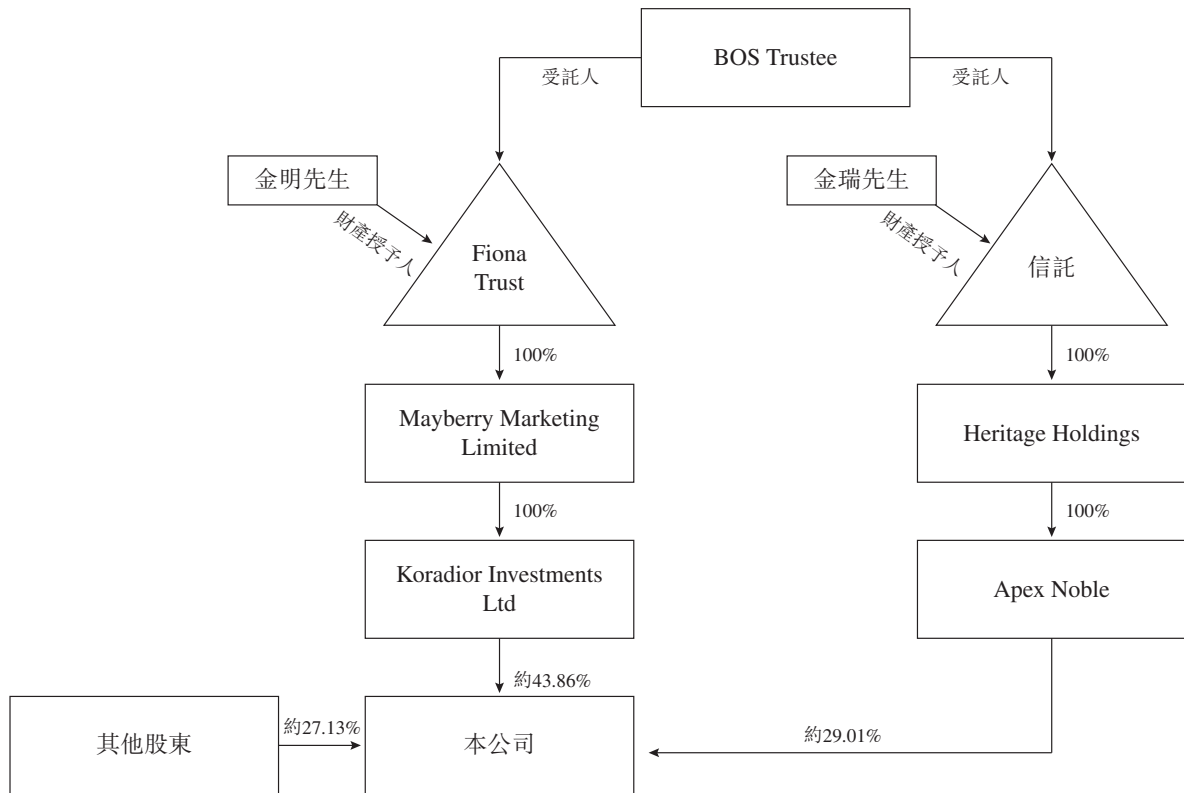 BOS Trustee
受託人
受託人
金明先生
金瑞先生
財產授予人
財產授予人
Fiona
Trust
信託
100%
100%
Mayberry Marketing
Limited
Heritage Holdings
100%
100%
Koradior Investments
Ltd
Apex Noble
約43.86%
其他股東
約27.13%
本公司
約29.01%